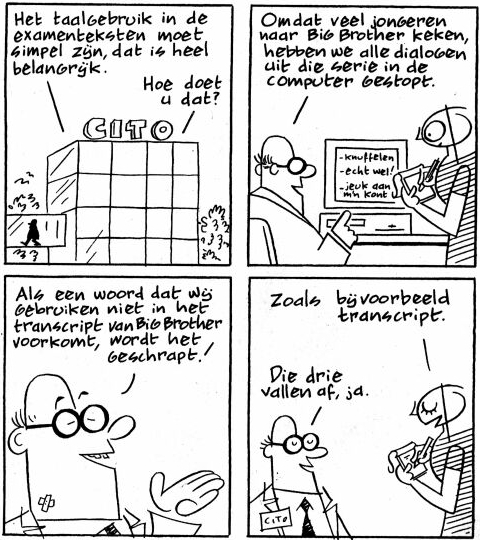 Het taalgebruik in de
examenteksten moet
simpel zijn, dat is heel
belangrijk.
Hoe doet
u dat?
CITO
Omdat veel jongeren
naar Big Brother keken,
hebben we alle dialogen
uit die serie in de
computer gestopt.
-knuffelen
-echt wel!
-jeuk aan
m'n kont
Als een woord dat wij
gebruiken niet in het
transcript van Big Brother
voorkomt, wordt het
geschrapt!
Zoals bijvoorbeeld
transcript.
Die drie
vallen af, ja.
CITO